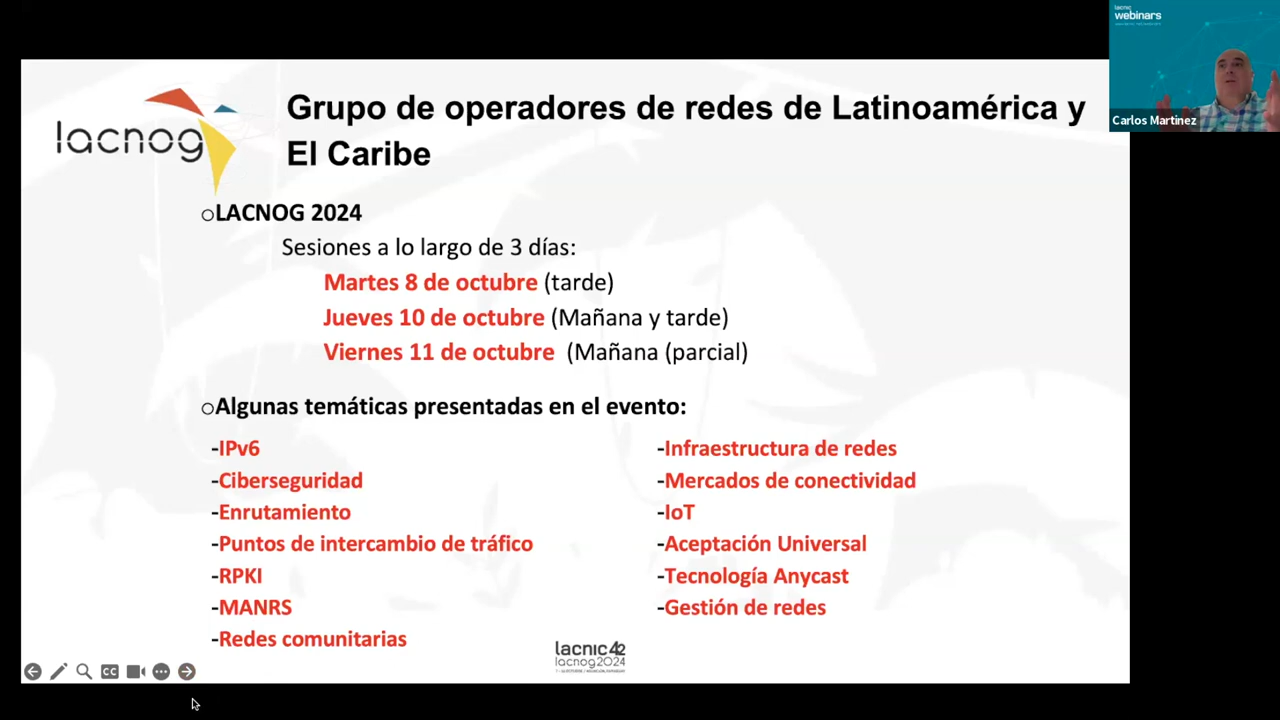 lacnic
webinars
Carlos Martinez
lacnog
Grupo de operadores de redes de Latinoamérica y
El Caribe
oLACNOG 2024
Sesiones a lo largo de 3 días:
Martes 8 de octubre (tarde)
Jueves 10 de octubre (Mañana y tarde)
Viernes 11 de octubre (Mañana (parcial)
oAlgunas temáticas presentadas en el evento:
-IPv6
-Ciberseguridad
-Enrutamiento
-Puntos de intercambio de tráfico
-RPKI
-MANRS
-Redes comunitarias
-Infraestructura de redes
-Mercados de conectividad
-IoT
-Aceptación Universal
-Tecnología Anycast
-Gestión de redes
lacnic42
lacnog2024
CC